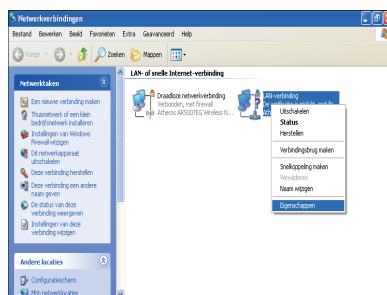 Netwerkverbindingen
Bestand Bewerken Beeld Favorieten Extra Geavanceerd Help
Vorige Zoeken Mappen
LAN- of snelle Internet-verbinding
Netwerktaken
Een nieuwe verbinding maken
Thuisnetwerk of een klein
bedrijfsnetwerk installeren
Instellingen van Windows
Firewall wijzigen
Dit netwerkapparaat
uitschakelen
Deze verbinding herstellen
Deze verbinding een andere
naam geven
De status van deze
verbinding weergeven
Instellingen van deze
verbinding wijzigen
Andere locaties
Configuratiescherm
Mijn netwerklocaties
Draadloze netwerkverbinding
Verbonden, met firewall
Atheros AR5007EG Wireless N...
LAN-verbinding
Uitschakelen
Status
Herstellen
Verbindingsbrug maken
Snelkoppeling maken
Verwijderen
Naam wijzigen
Eigenschappen